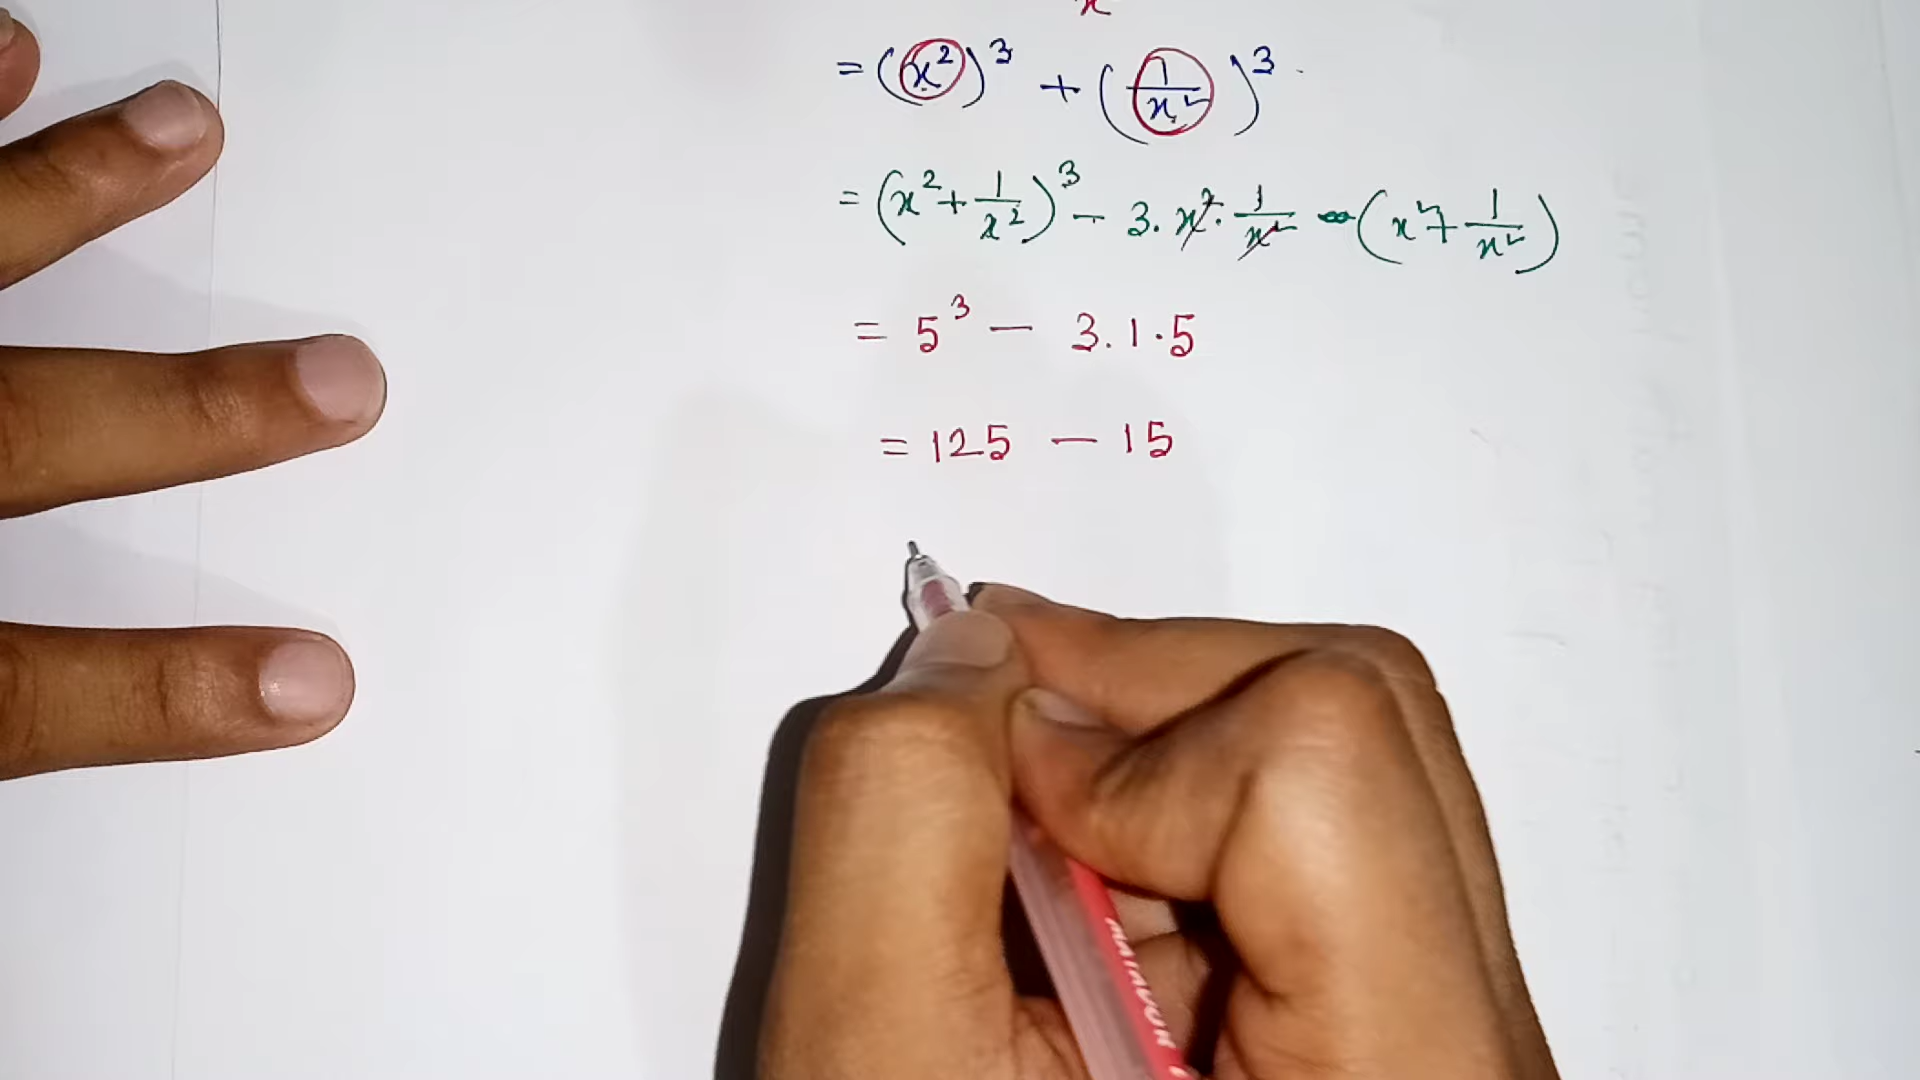 x
= (x²)³ + (1/x²)³
= (x² + 1/x²)³ - 3. x². 1/x² (x² + 1/x²)
= 5³ - 3.1.5
= 125 - 15
MATADOR